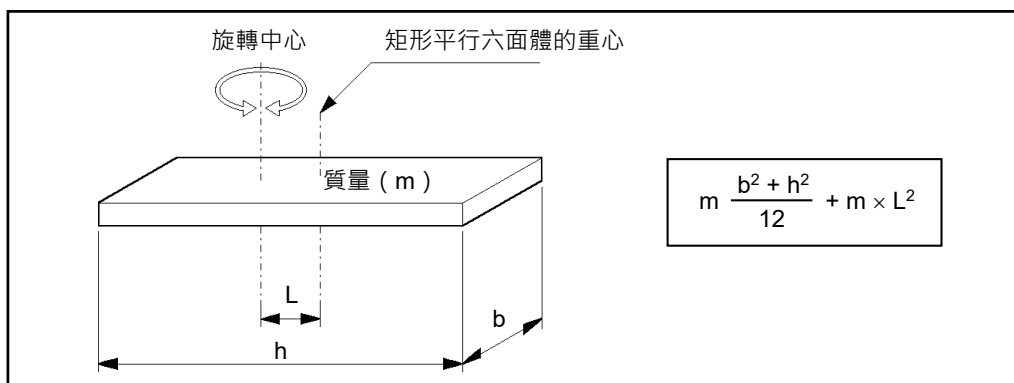 旋轉中心
矩形平行六面體的重心
質量 ( m )
m b² + h² / 12 + m × L²
L
b
h